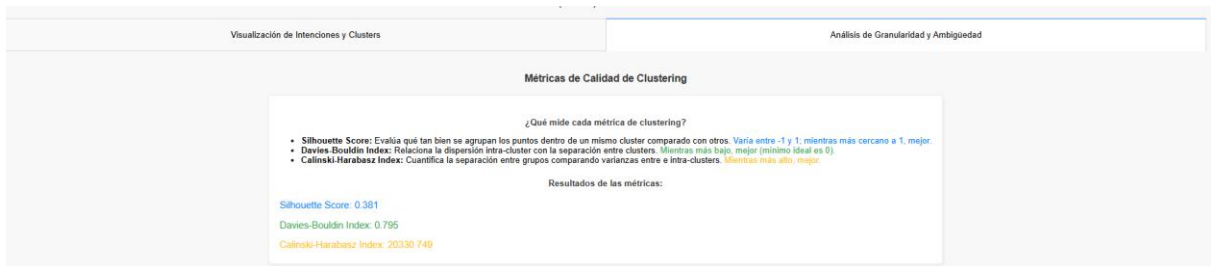 Visualización de Intenciones y Clusters
Análisis de Granularidad y Ambigüedad
Métricas de Calidad de Clustering
¿Qué mide cada métrica de clustering?
• Silhouette Score: Evalúa qué tan bien se agrupan los puntos dentro de un mismo cluster comparado con otros. Varía entre -1 y 1; mientras más cercano a 1, mejor.
• Davies-Bouldin Index: Relaciona la dispersión intra-cluster con la separación entre clusters. Mientras más bajo, mejor (mínimo ideal es 0).
• Calinski-Harabasz Index: Cuantifica la separación entre grupos comparando varianzas entre e intra-clusters. Mientras más alto, mejor.
Resultados de las métricas:
Silhouette Score: 0.381
Davies-Bouldin Index: 0.795
Calinski-Harabasz Index: 20330.749